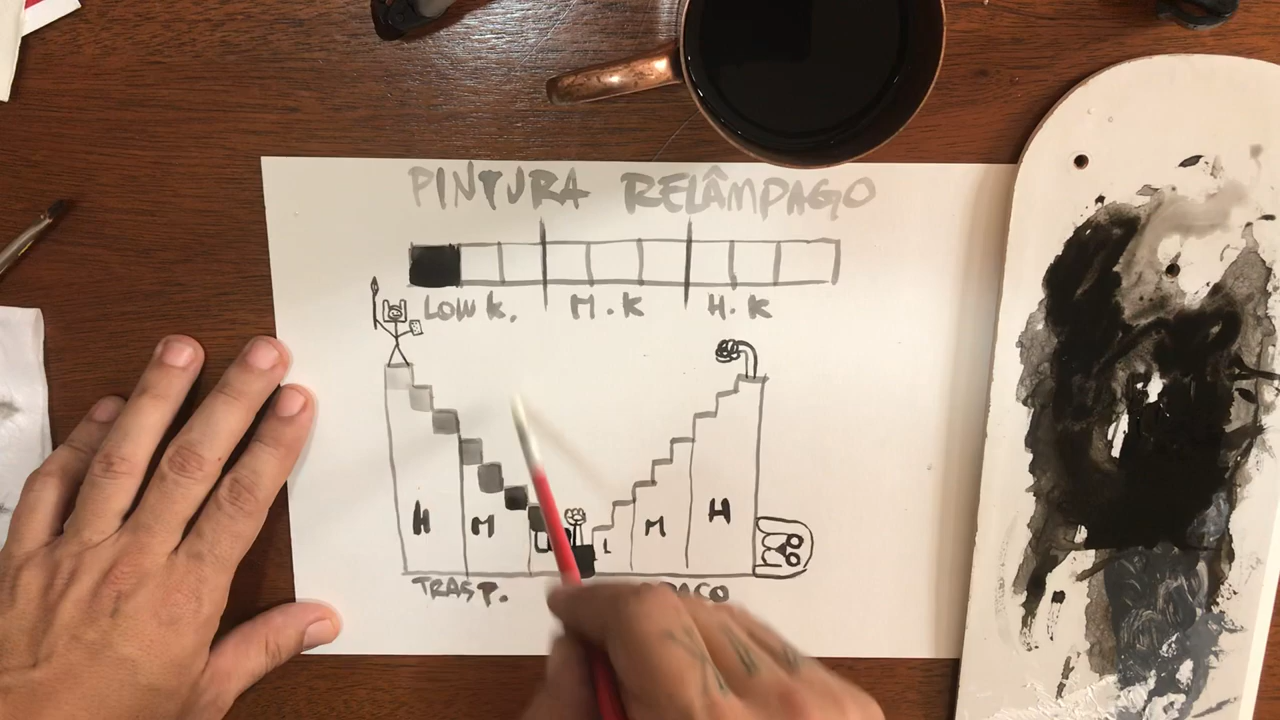 PINTURA RELÂMPAGO
LOW K. M.K H.K
H M L M H
TRASP.